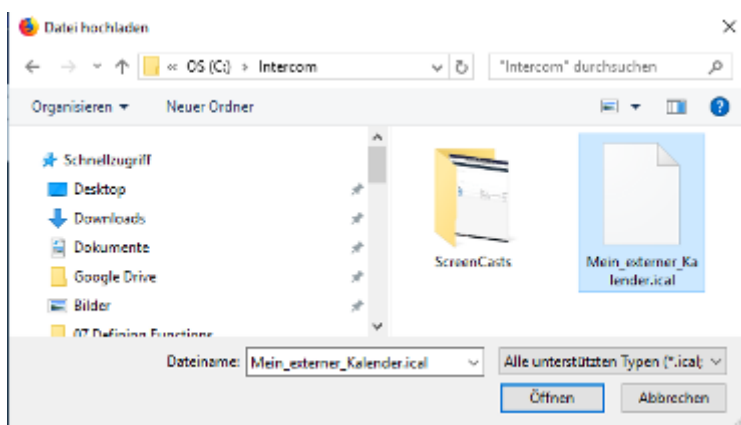 Datei hochladen
« OS (C:) > Intercom
"Intercom" durchsuchen
Organisieren
Neuer Ordner
Schnellzugriff
Desktop
Downloads
Dokumente
Google Drive
Bilder
07 Defining Functions
ScreenCasts
Mein_externer_Ka
lender.ical
Dateiname: Mein_externer_Kalender.ical
Alle unterstützten Typen (*.ical;
Öffnen
Abbrechen